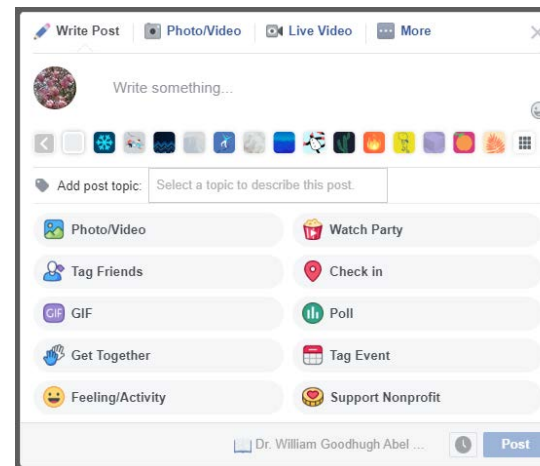 Write Post Photo/Video Live Video More
Write something...
Add post topic: Select a topic to describe this post.
Photo/Video Watch Party
Tag Friends Check in
GIF GIF Poll
Get Together Tag Event
Feeling/Activity Support Nonprofit
Dr. William Goodhugh Abel ... Post